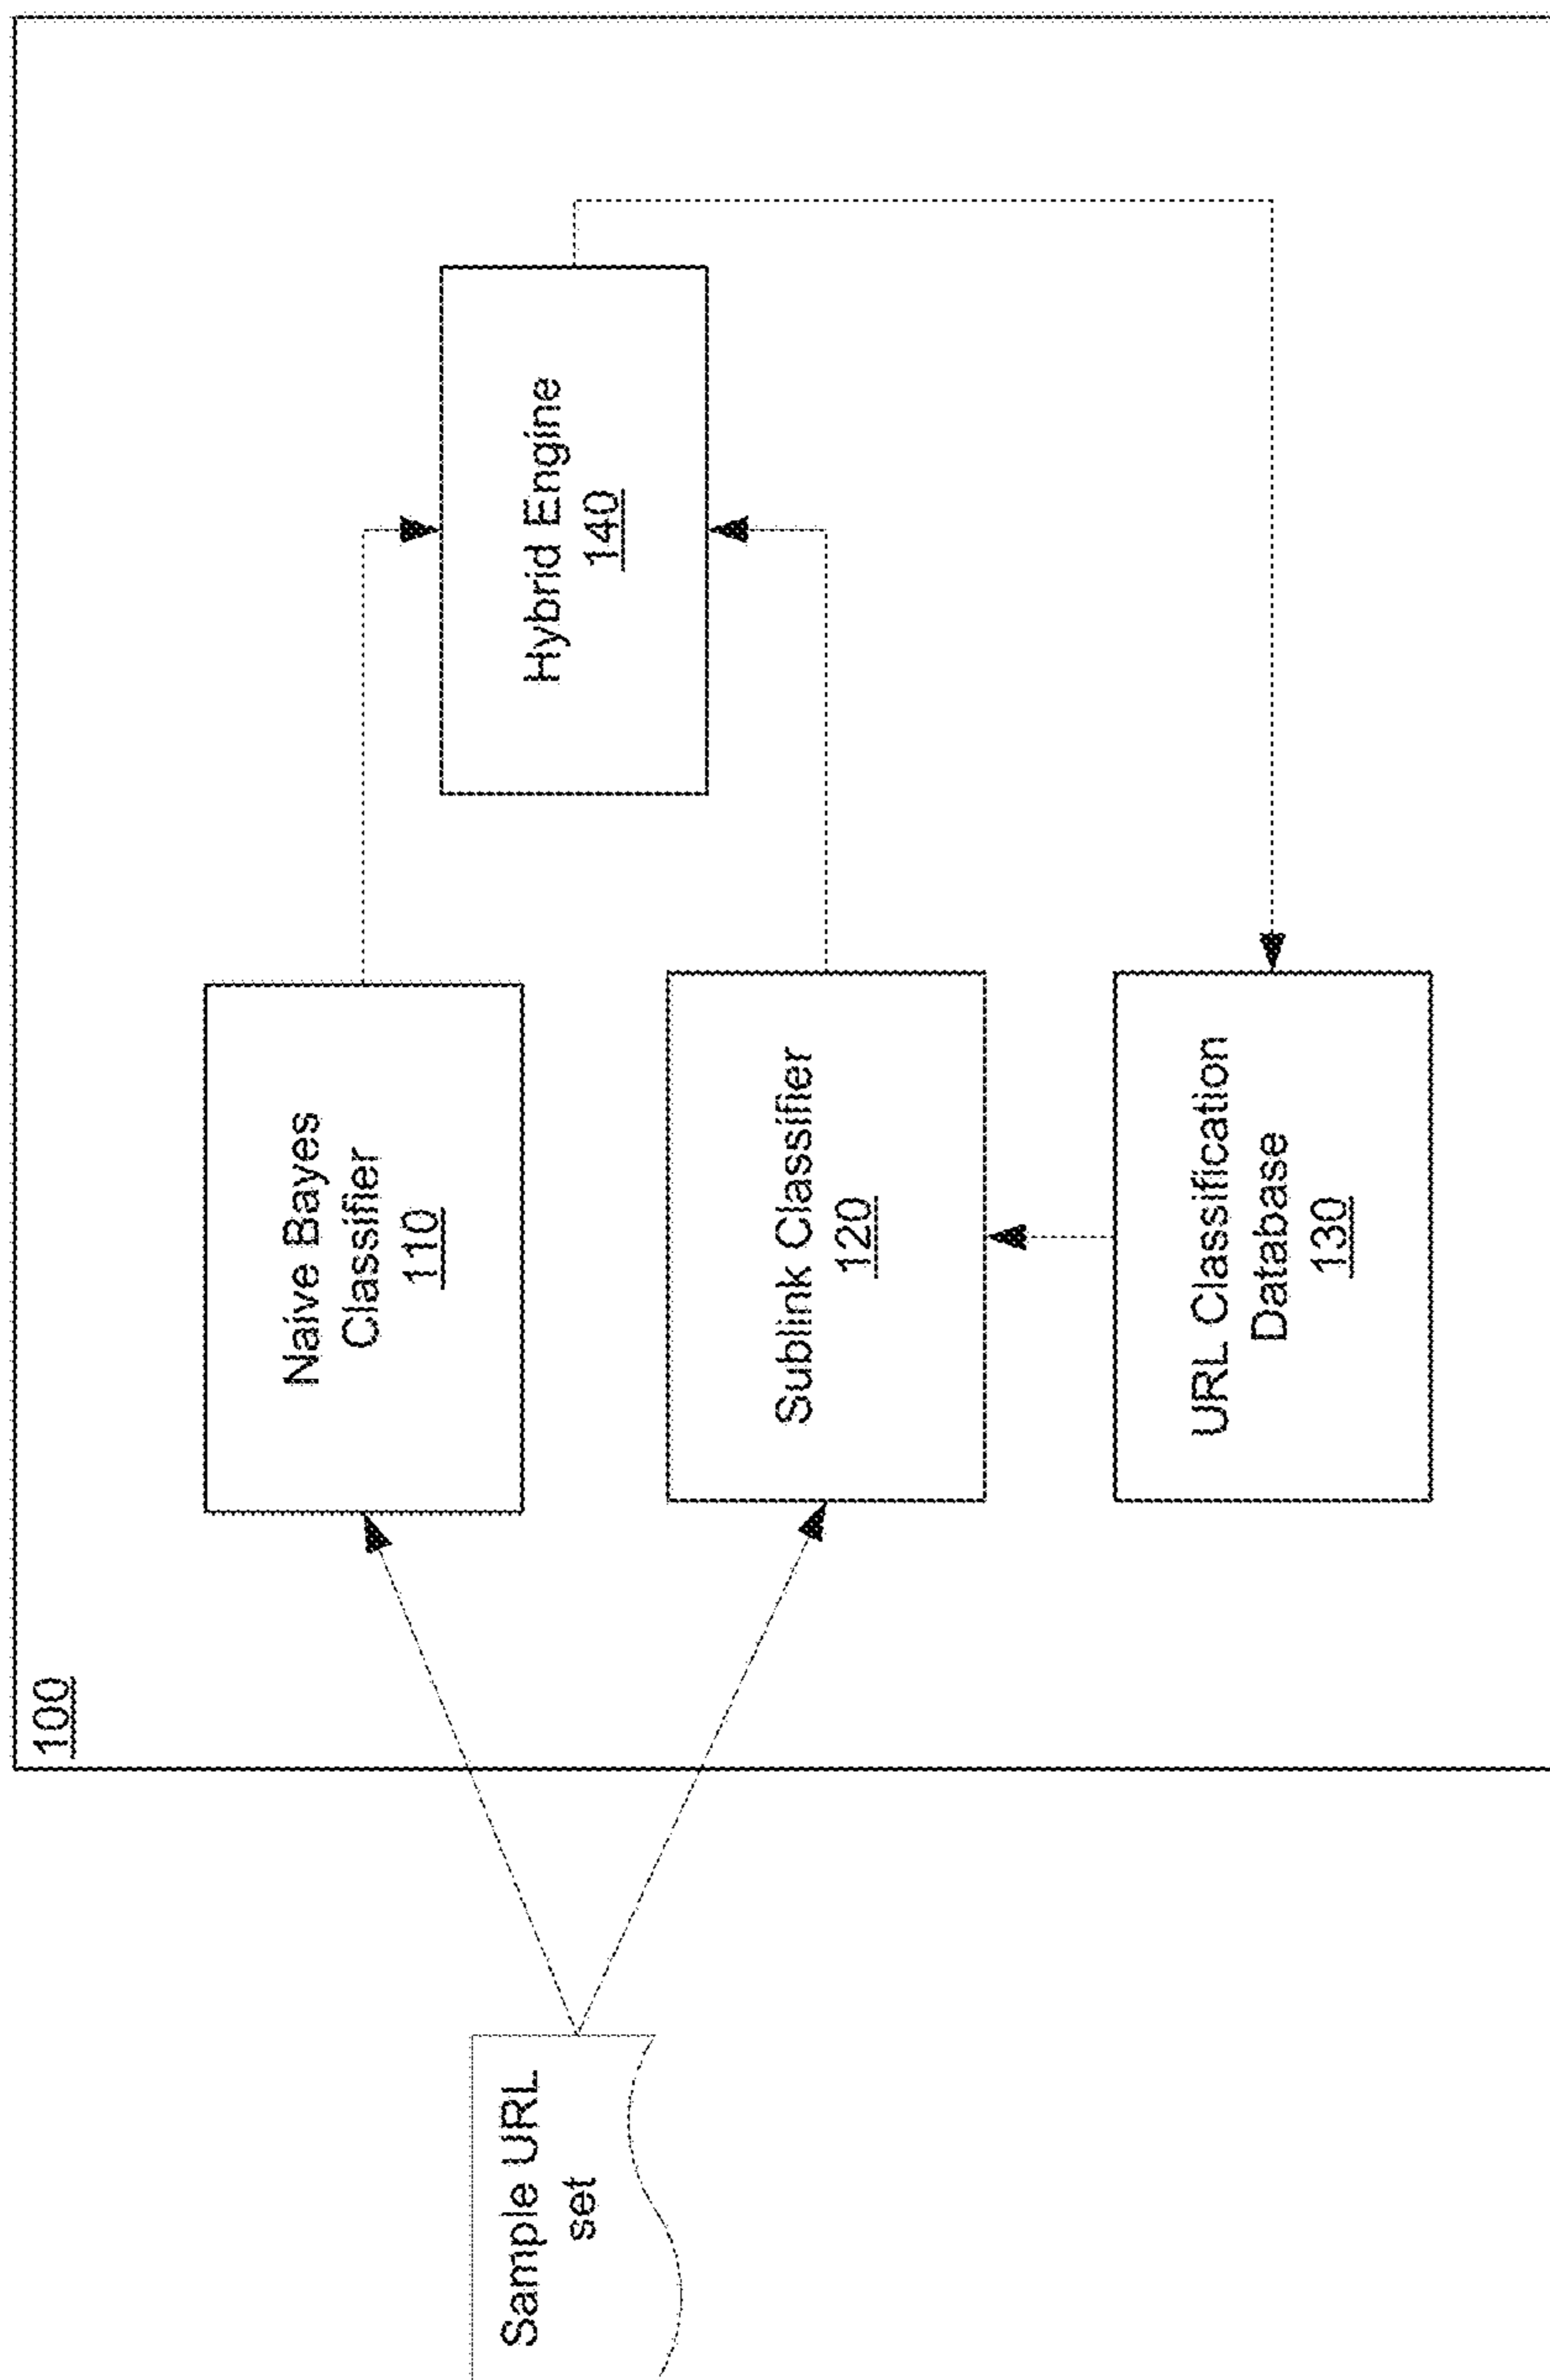 100
Naive Bayes
Classifier
110
Hybrid Engine
140
Sublink Classifier
120
URL Classification
Database
130
Sample URL
set